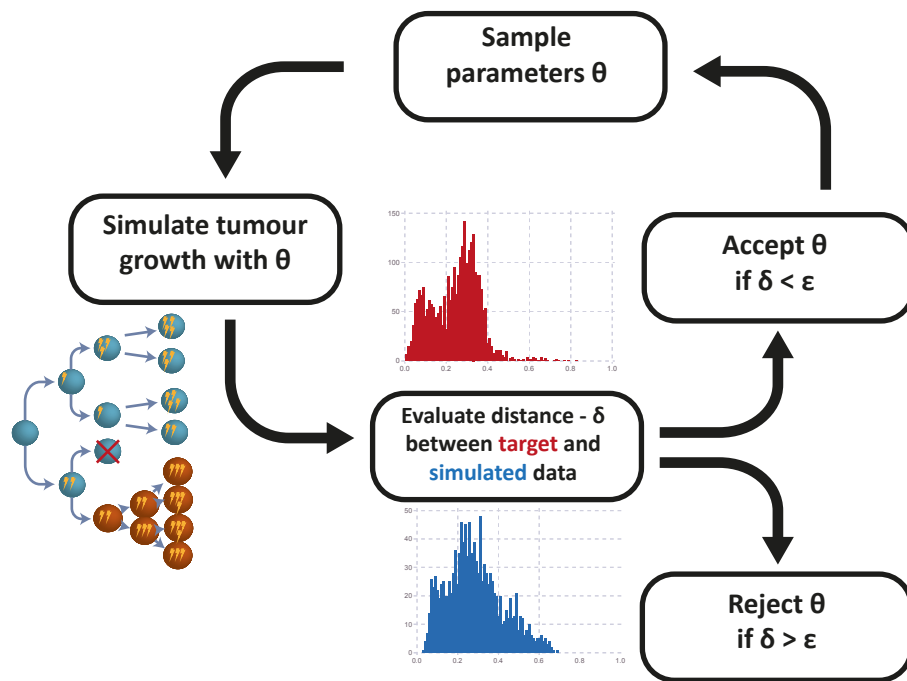 Sample
parameters θ
Simulate tumour
growth with θ
150
100
50
0
0.0 0.2 0.4 0.6 0.8 1.0
Accept θ
if δ < ε
Evaluate distance - δ
between target and
simulated data
50
40
30
20
10
0
0.0 0.2 0.4 0.6 0.8 1.0
Reject θ
if δ > ε